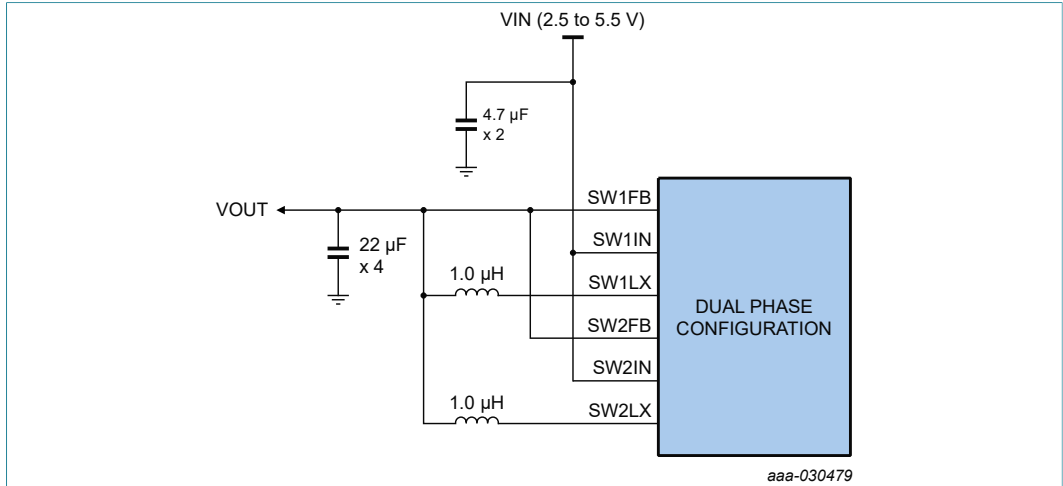 VIN (2.5 to 5.5 V)
4.7 µF
x 2
SW1FB
VOUT
SW1IN
22 µF
x 4
1.0 µH
SW1LX
DUAL PHASE
CONFIGURATION
SW2FB
SW2IN
1.0 µH
SW2LX
aaa-030479